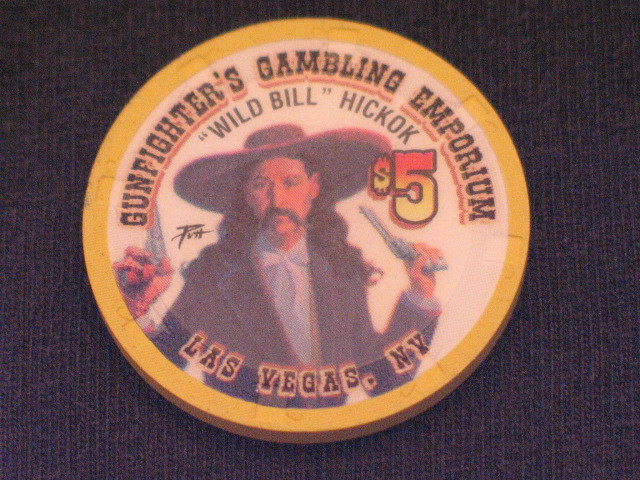 GUNFIGHTER'S GAMBLING EMPORIUM
"WILD BILL" HICKOK
$5
LAS VEGAS, NV